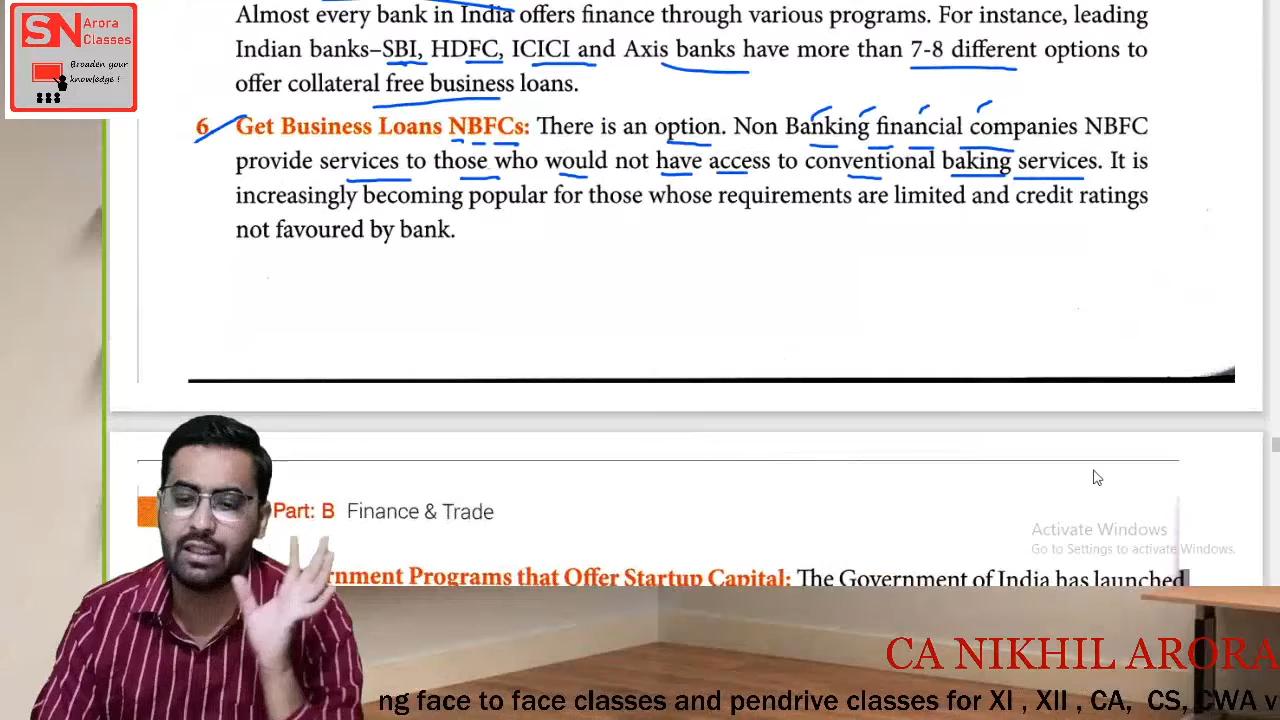 SN Arora
Classes
Broaden your
knowledge !
Almost every bank in India offers finance through various programs. For instance, leading
Indian banks–SBI, HDFC, ICICI and Axis banks have more than 7-8 different options to
offer collateral free business loans.
6. Get Business Loans NBFCs: There is an option. Non Banking financial companies NBFC
provide services to those who would not have access to conventional baking services. It is
increasingly becoming popular for those whose requirements are limited and credit ratings
not favoured by bank.
Part: B Finance & Trade
Activate Windows
Go to Settings to activate Windows.
rnment Programs that Offer Startup Capital: The Government of India has launched
CA NIKHIL ARORA
ng face to face classes and pendrive classes for XI , XII , CA, CS, CWA v